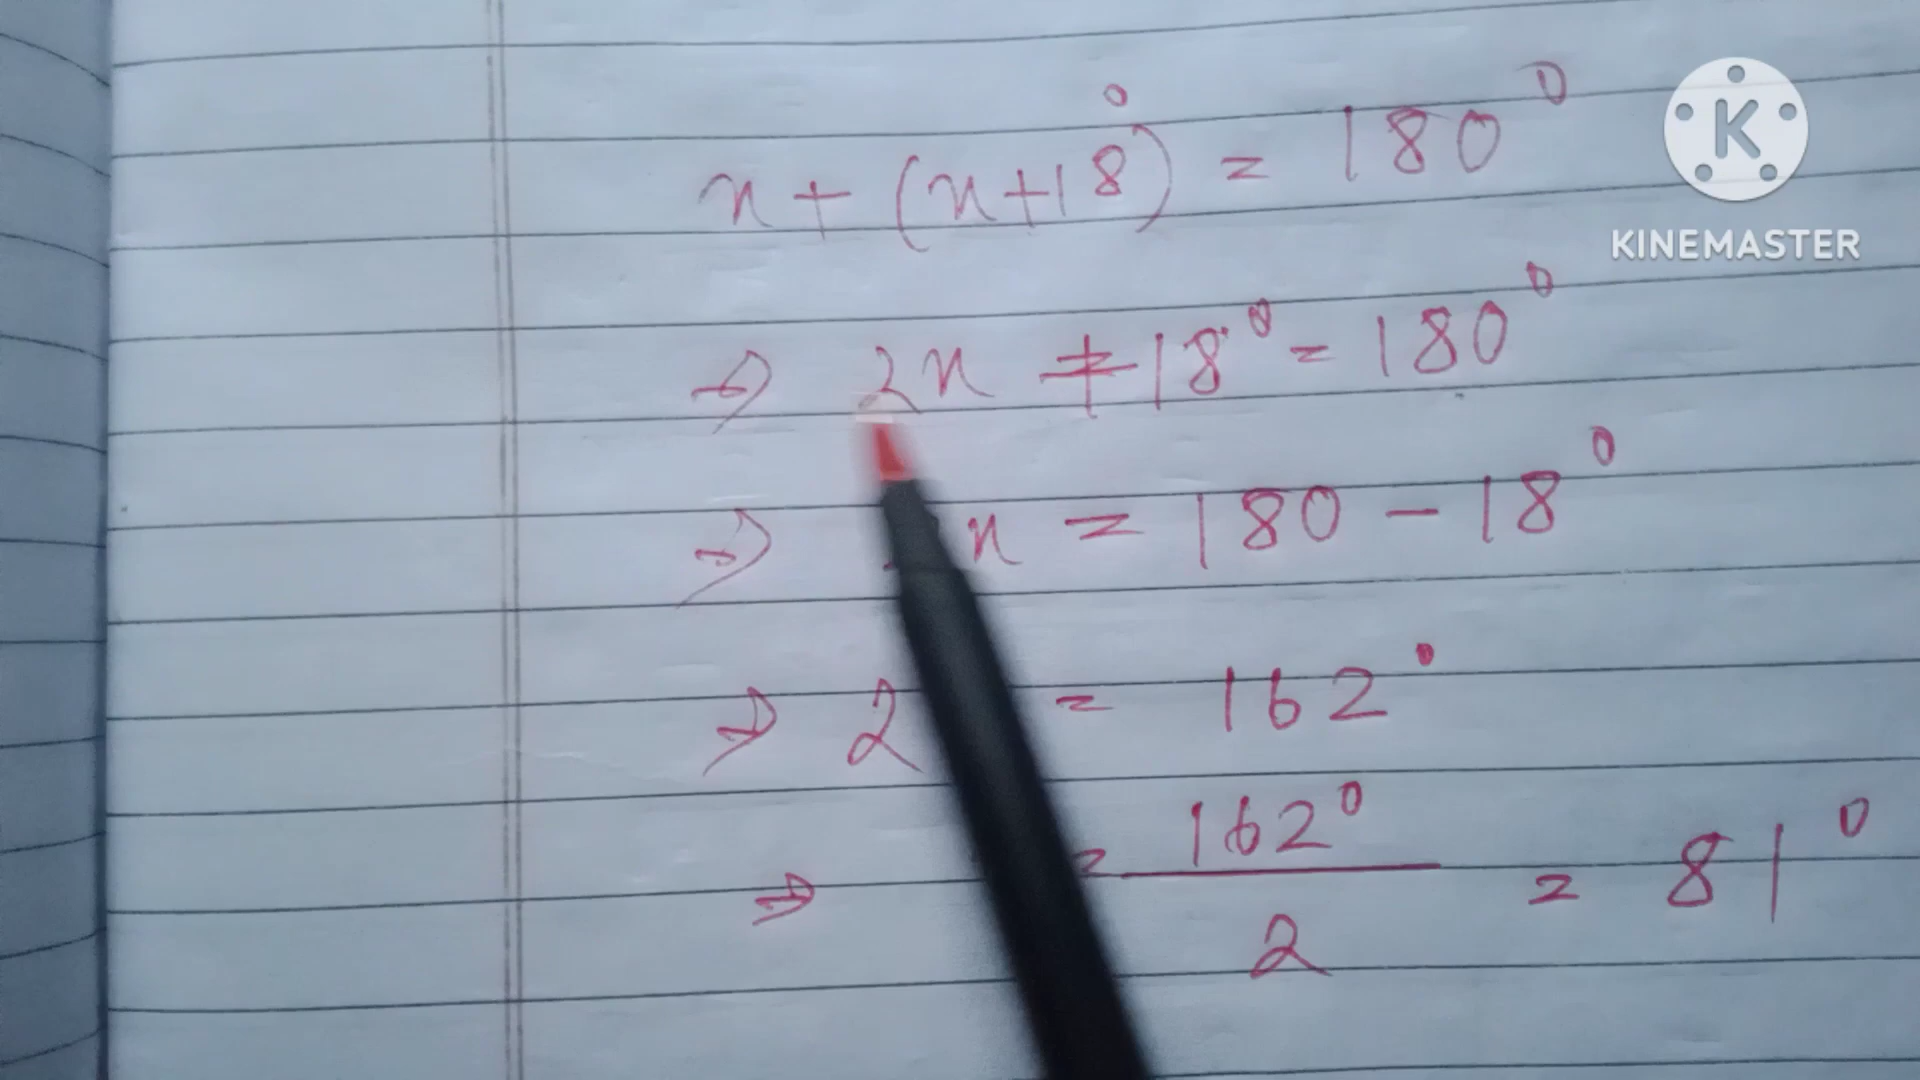 x + (x+18°) = 180°
KINEMASTER
⇒ 2x + 18° = 180°
⇒ x = 180 - 18°
⇒ 2 = 162°
⇒ = 162° / 2 = 81°